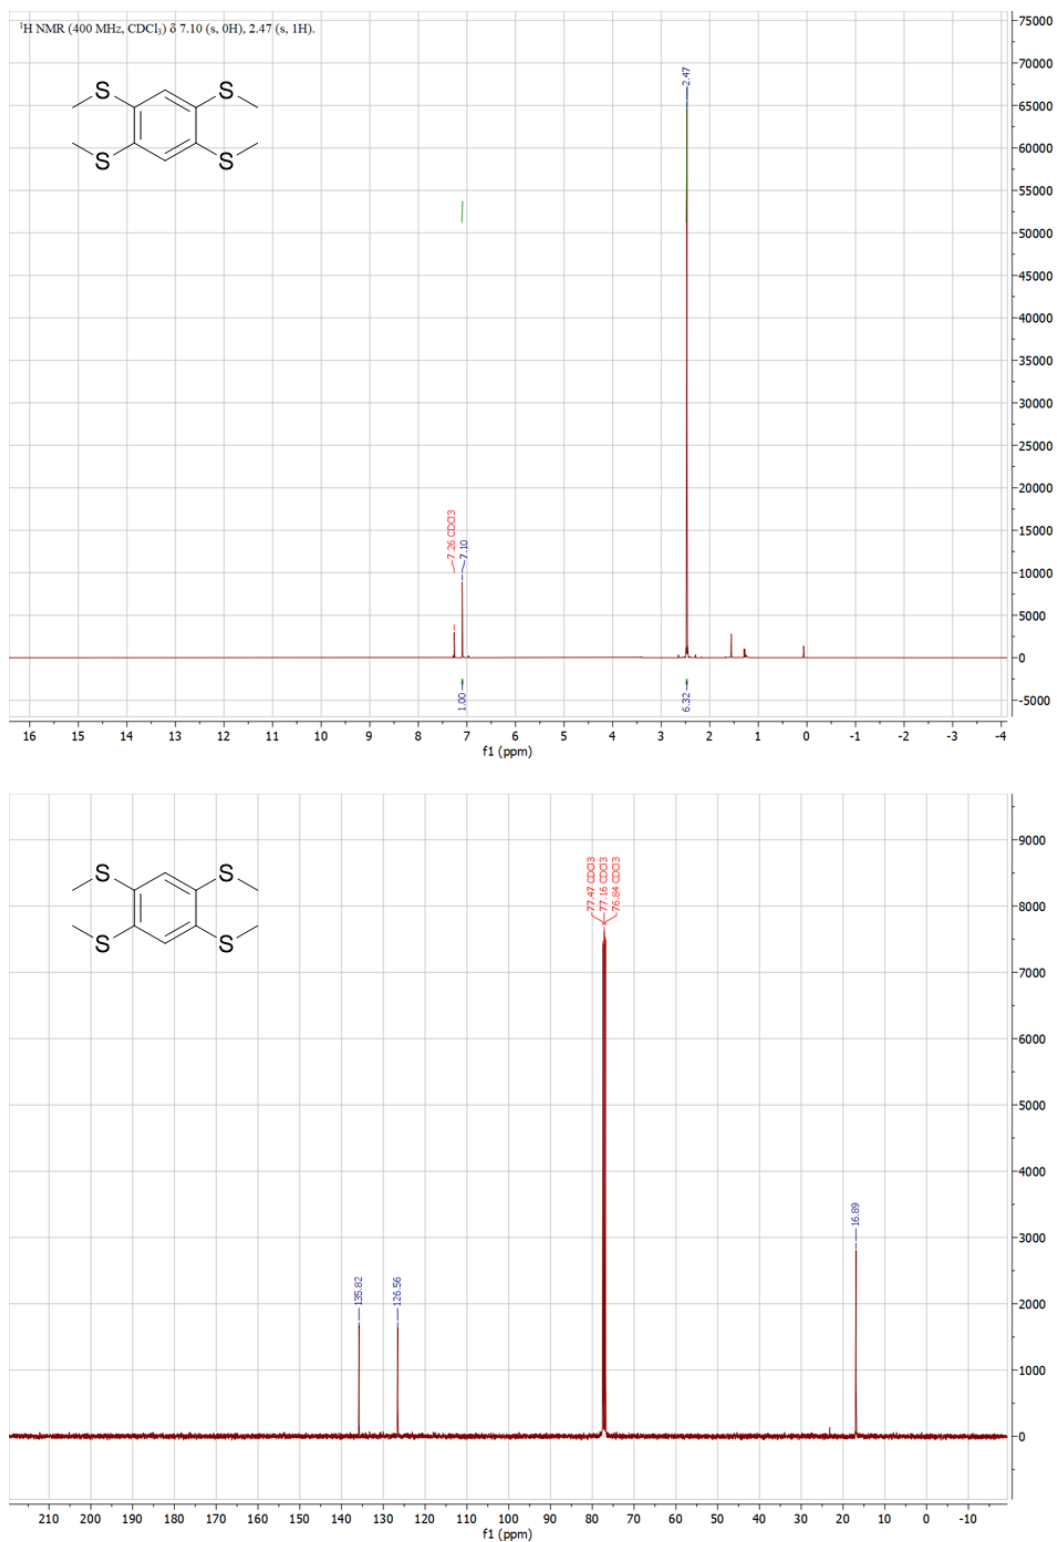 ¹H NMR (400 MHz, CDCl₃) δ 7.10 (s, 0H), 2.47 (s, 1H).
S S
S S
2.47
7.26 CDCl3
7.10
1.00
6.32
75000
70000
65000
60000
55000
50000
45000
40000
35000
30000
25000
20000
15000
10000
5000
0
-5000
16 15 14 13 12 11 10 9 8 7 6 5 4 3 2 1 0 -1 -2 -3 -4
f1 (ppm)
S S
S S
135.82
126.56
77.47 CDCl3
77.16 CDCl3
76.84 CDCl3
16.89
9000
8000
7000
6000
5000
4000
3000
2000
1000
0
210 200 190 180 170 160 150 140 130 120 110 100 90 80 70 60 50 40 30 20 10 0 -10
f1 (ppm)